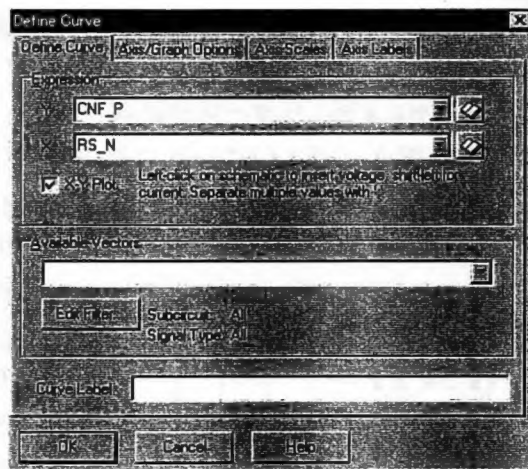 Define Curve
Define Curve Axis/Graph Options Axis Scales Axis Labels
Expression
Y: CNF_P
X: RS_N
X-Y Plot
Left-click on schematic to insert voltage, shift-left for
current. Separate multiple values with
Available Vectors
Edit Filter...
Subcircuit: All
Signal Type: All
Curve Label:
OK Cancel Help